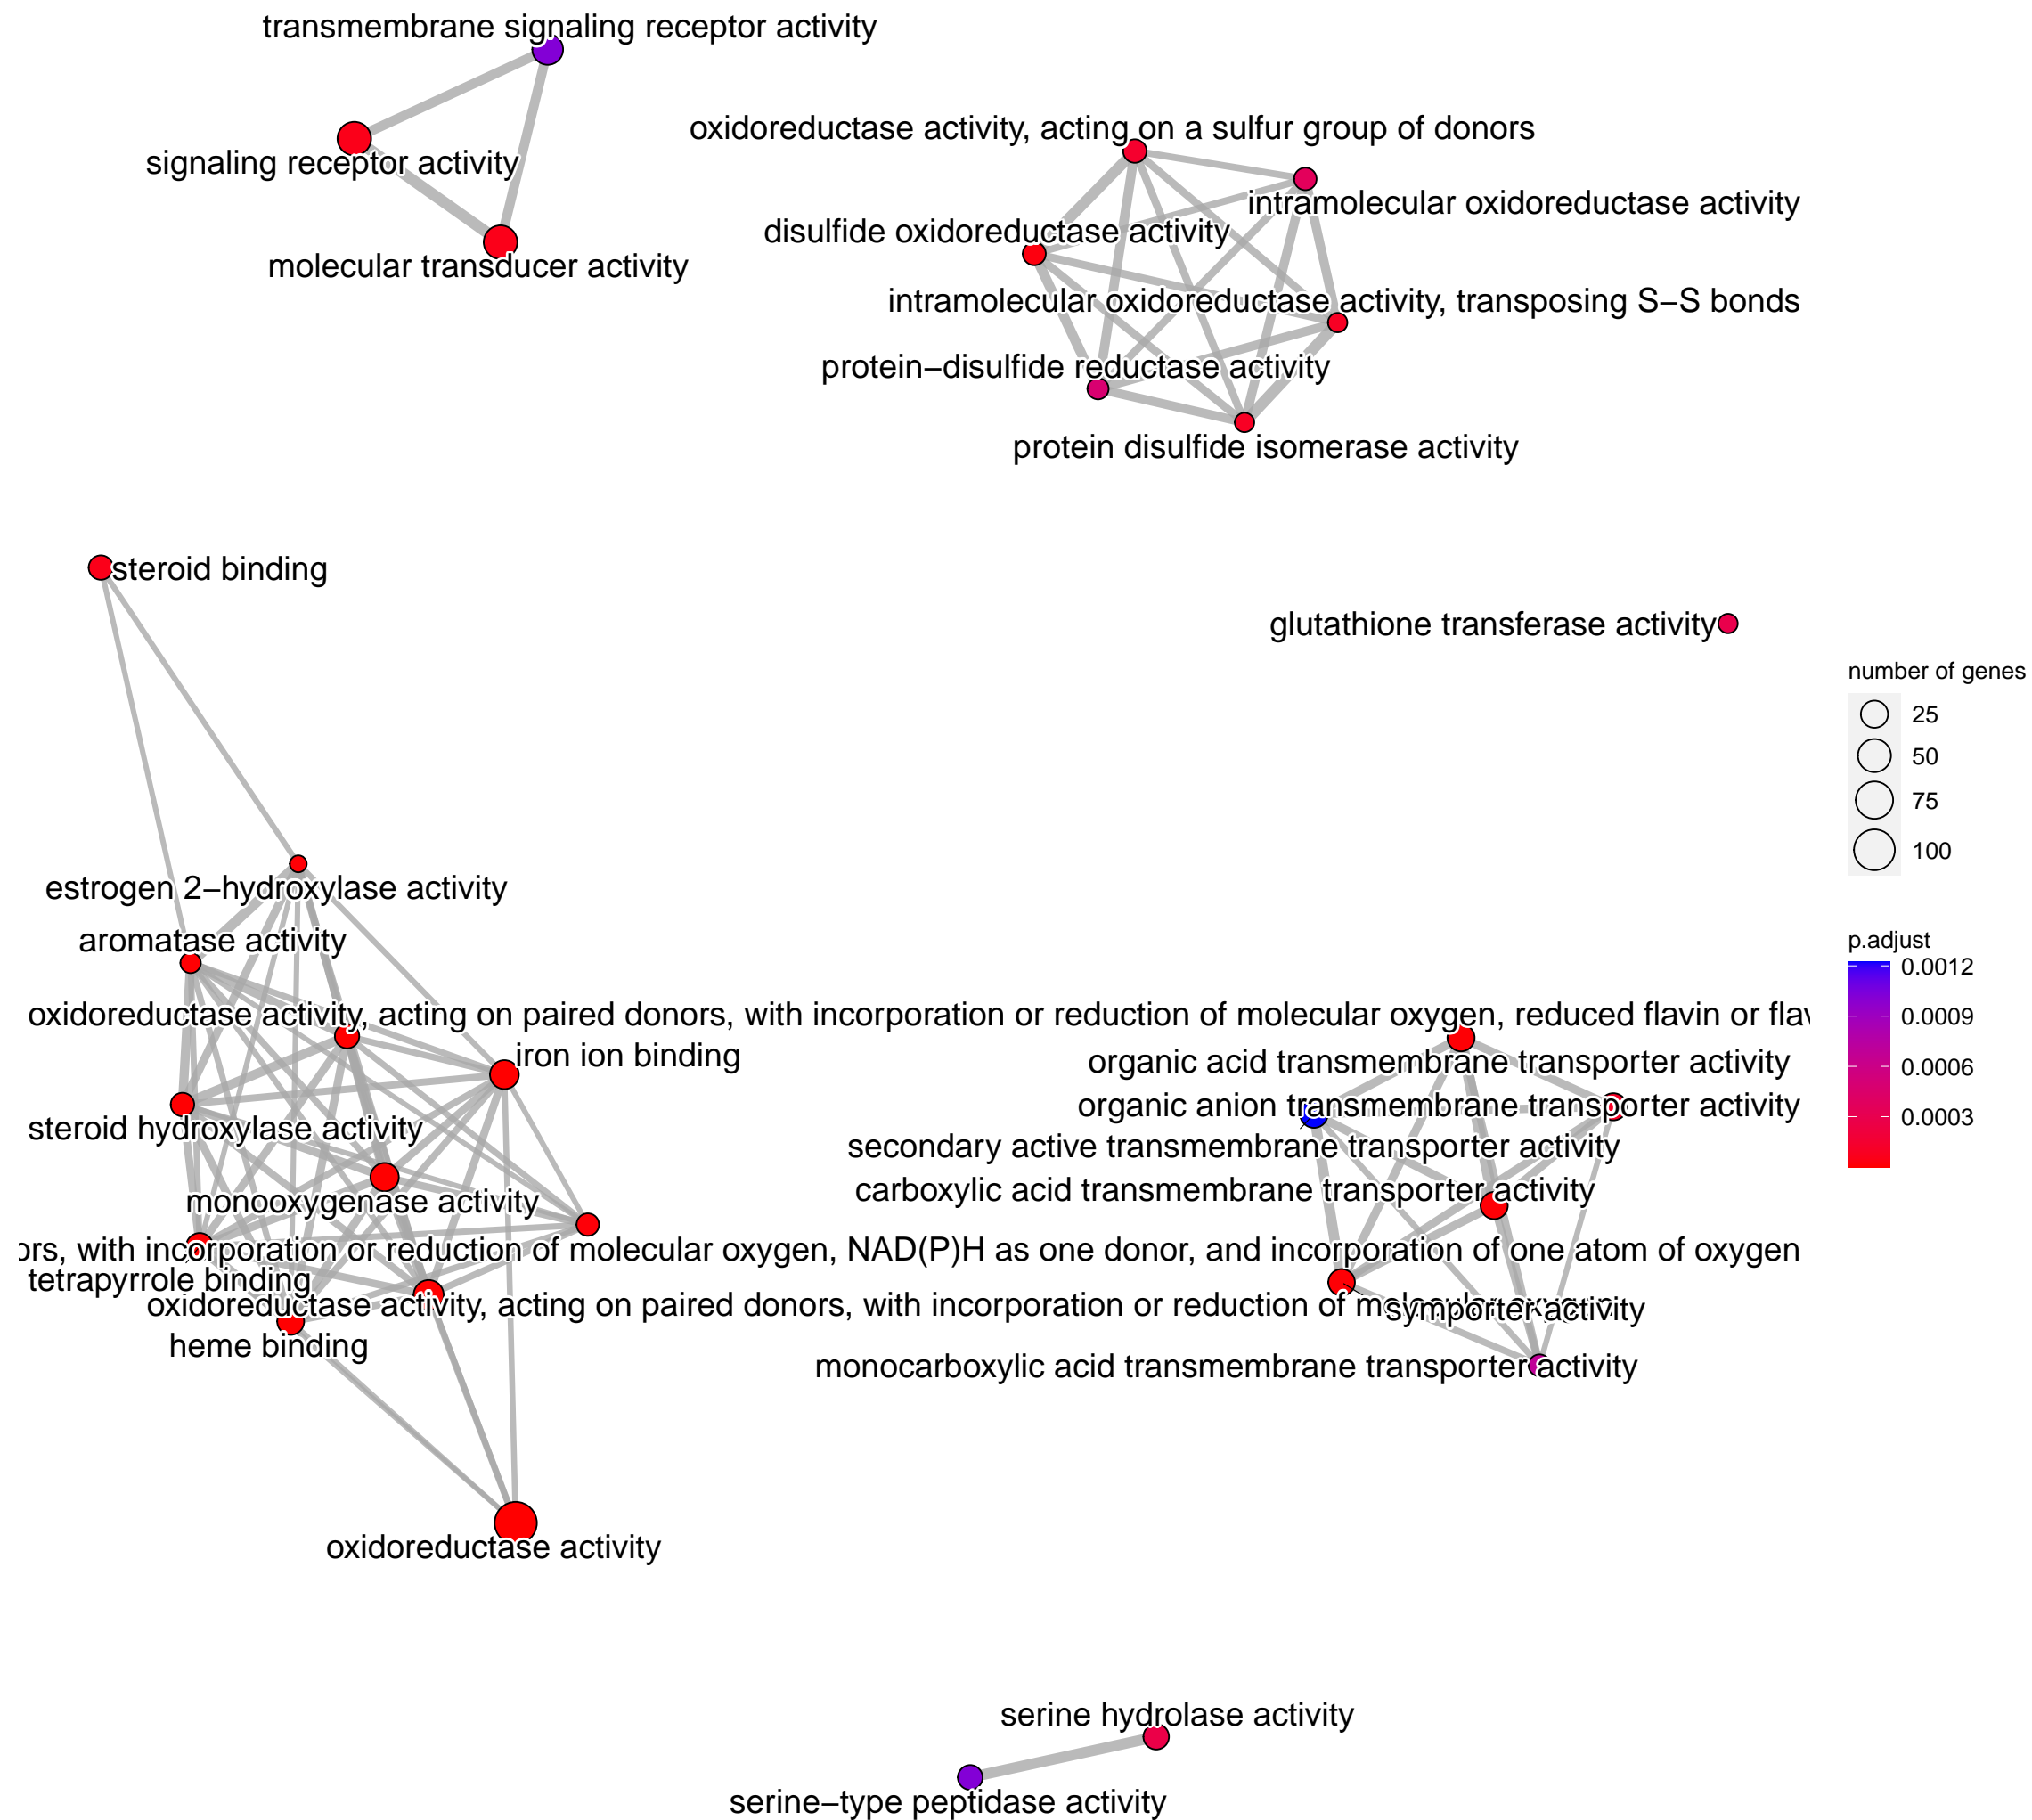 transmembrane signaling receptor activity
oxidoreductase activity, acting on a sulfur group of donors
signaling receptor activity
intramolecular oxidoreductase activity
disulfide oxidoreductase activity
molecular transducer activity
intramolecular oxidoreductase activity, transposing S−S bonds
protein−disulfide reductase activity
protein disulfide isomerase activity
steroid binding
glutathione transferase activity
number of genes
25
50
75
100
estrogen 2−hydroxylase activity
aromatase activity
p.adjust
0.0012
0.0009
0.0006
0.0003
oxidoreductase activity, acting on paired donors, with incorporation or reduction of molecular oxygen, reduced flavin or
iron ion binding
organic acid transmembrane transporter activity
organic anion transmembrane transporter activity
steroid hydroxylase activity
secondary active transmembrane transporter activity
carboxylic acid transmembrane transporter activity
monooxygenase activity
with incorporation or reduction of molecular oxygen, NAD(P)H as one donor, and incorporation of one atom of oxygen
tetrapyrrole binding
oxidoreductase activity, acting on paired donors, with incorporation or reduction of
symporter activity
heme binding
monocarboxylic acid transmembrane transporter activity
oxidoreductase activity
serine hydrolase activity
serine−type peptidase activity